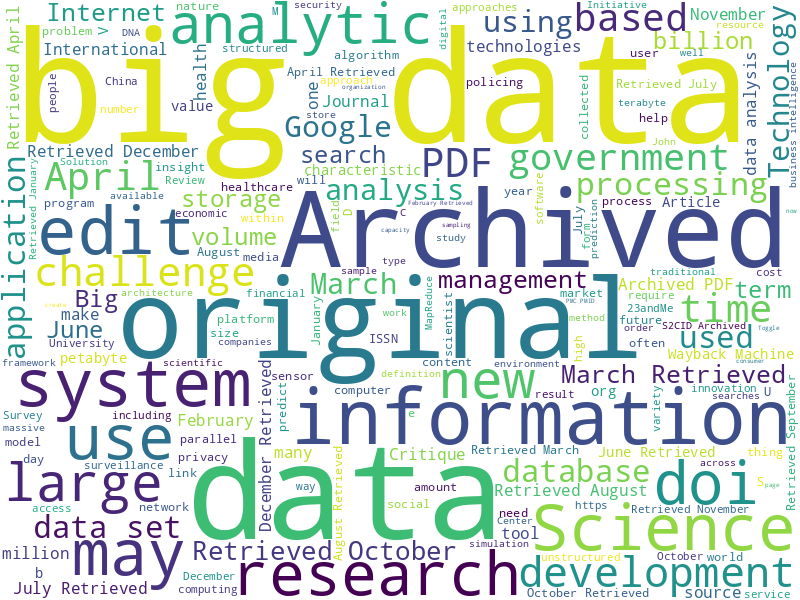 Internet
analytic
security
Initiative
nature
approaches
structured
M
using
based
November
resource
problem
>
DNA
digital
technologies
billion
International
algorithm
user
well
Retrieved April
big data
Technology
April Retrieved
policing
China
health
approach
Retrieved July
people
value
one
organization
Journal
collected
terabyte
data analysis
number
store
Google
help
John
business intelligence
Retrieved December
search
PDF
government
Solution
insight
characteristic
April
Review
healthcare
will
analysis
year
processing
Retrieved January
program
available
storage
software
process
Article
application
economic
within
field
D
c
February Retrieved
July
form
prediction
now
edit
volume
capacity
sampling
Archived
August
media
type
study
challenge
sample
management
traditional
cost
Big
architecture
financial
March
original
market
Archived PDF
require
term
make
platform
January
work
MapReduce
scientist
23andMe
time
June
size
method
future
University
companies
ISSN
order
S2CID Archived
Toggle
petabyte
PMC PMID
used
often
Wayback Machine
framework
scientific
sensor
content
environment
high
definition
consumer
system
December Retrieved
predict
computer
new
March Retrieved
result
org
variety
innovation
searches
U
Survey
including
February
e
information
massive
use
parallel
model
privacy
many
Critique
Retrieved March
June Retrieved
thing
Retrieved September
day
surveillance
link
across
large
data
August Retrieved
way
amount
social
database
doi
S
page
access
network
Retrieved August
https
Retrieved November
data set
need
Center
tool
Science
million
may
Retrieved October
simulation
unstructured
October
world
b
December
research
development
July Retrieved
computing
October Retrieved
source
service